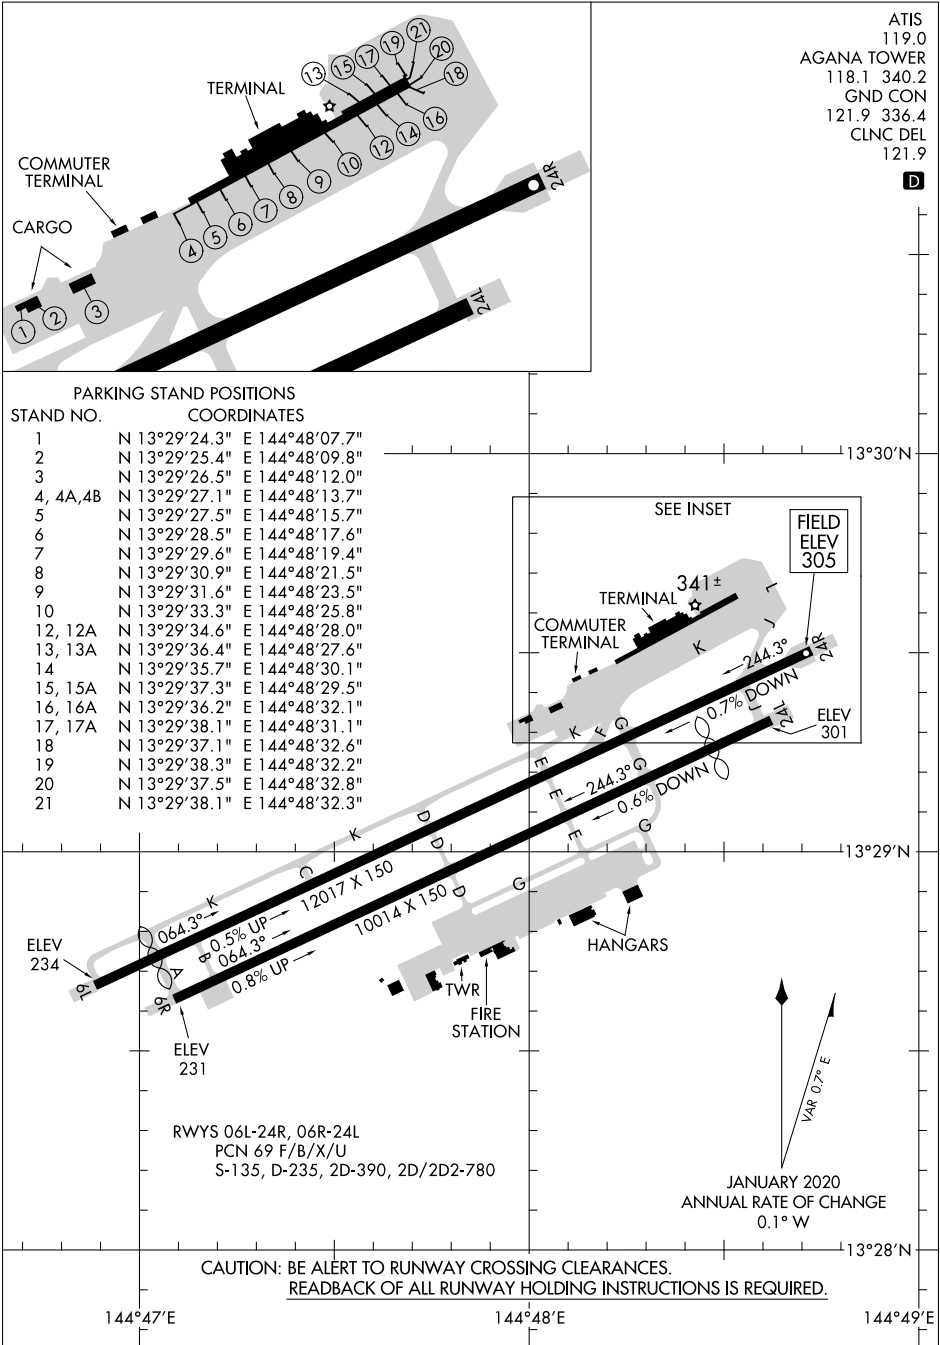 ATIS
119.0
AGANA TOWER
118.1 340.2
GND CON
121.9 336.4
CLNC DEL
121.9
D
TERMINAL
COMMUTER
TERMINAL
CARGO
13
15
17
19
21
20
18
16
14
12
10
9
8
7
6
5
4
3
2
1
24R
24L
PARKING STAND POSITIONS
STAND NO. COORDINATES
1 N 13°29'24.3" E 144°48'07.7"
2 N 13°29'25.4" E 144°48'09.8"
3 N 13°29'26.5" E 144°48'12.0"
4, 4A,4B N 13°29'27.1" E 144°48'13.7"
5 N 13°29'27.5" E 144°48'15.7"
6 N 13°29'28.5" E 144°48'17.6"
7 N 13°29'29.6" E 144°48'19.4"
8 N 13°29'30.9" E 144°48'21.5"
9 N 13°29'31.6" E 144°48'23.5"
10 N 13°29'33.3" E 144°48'25.8"
12, 12A N 13°29'34.6" E 144°48'28.0"
13, 13A N 13°29'36.4" E 144°48'27.6"
14 N 13°29'35.7" E 144°48'30.1"
15, 15A N 13°29'37.3" E 144°48'29.5"
16, 16A N 13°29'36.2" E 144°48'32.1"
17, 17A N 13°29'38.1" E 144°48'31.1"
18 N 13°29'37.1" E 144°48'32.6"
19 N 13°29'38.3" E 144°48'32.2"
20 N 13°29'37.5" E 144°48'32.8"
21 N 13°29'38.1" E 144°48'32.3"
13°30'N
SEE INSET
FIELD
ELEV
305
341±
TERMINAL
COMMUTER
TERMINAL
L
J
K
244.3°
24R
0.7% DOWN
J
24L
ELEV
301
K
F
G
E
E
G
244.3°
0.6% DOWN
E
G
13°29'N
K
D
D
D
G
C
12017 X 150
10014 X 150
K
064.3°
0.5% UP
B
064.3°
0.8% UP
A
ELEV
234
6L
6R
ELEV
231
HANGARS
TWR
FIRE
STATION
VAR 0.7° E
JANUARY 2020
ANNUAL RATE OF CHANGE
0.1° W
RWYS 06L-24R, 06R-24L
PCN 69 F/B/X/U
S-135, D-235, 2D-390, 2D/2D2-780
13°28'N
CAUTION: BE ALERT TO RUNWAY CROSSING CLEARANCES.
READBACK OF ALL RUNWAY HOLDING INSTRUCTIONS IS REQUIRED.
144°47'E
144°48'E
144°49'E